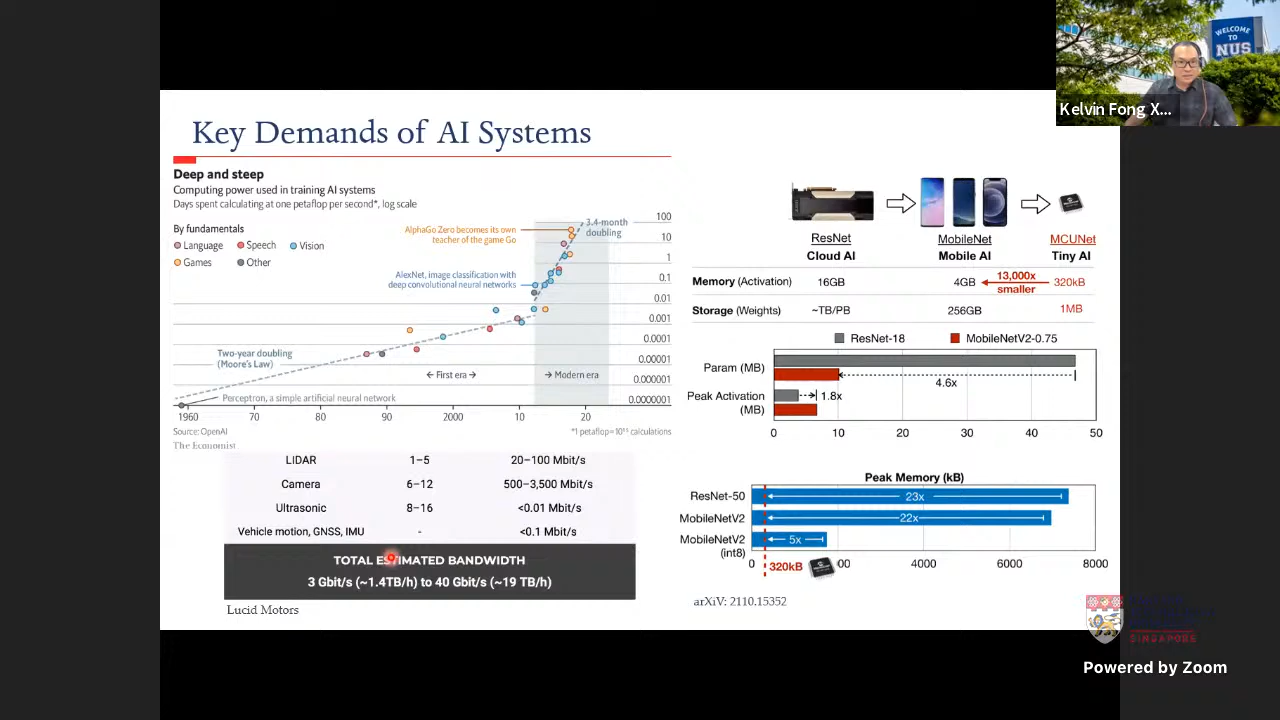 WELCOME
TO
NUS
Kelvin Fong X...
Key Demands of AI Systems
Deep and steep
Computing power used in training AI systems
Days spent calculating at one petaflop per second*, log scale
By fundamentals
Language
Speech
Vision
Games
Other
AlphaGo Zero becomes its own
teacher of the game Go
AlexNet, image classification with
deep convolutional neural networks
3.4-month
doubling
100
10
1
0.1
0.01
0.001
0.0001
0.00001
0.000001
0.0000001
Two-year doubling
(Moore's Law)
← First era →
→ Modern era
Perceptron, a simple artificial neural network
1960 70 80 90 2000 10 20
Source: OpenAI
*1 petaflop=10¹⁵ calculations
The Economist
LIDAR 1–5 20–100 Mbit/s
Camera 6–12 500–3,500 Mbit/s
Ultrasonic 8–16 <0.01 Mbit/s
Vehicle motion, GNSS, IMU - <0.1 Mbit/s
TOTAL ESTIMATED BANDWIDTH
3 Gbit/s (~1.4TB/h) to 40 Gbit/s (~19 TB/h)
Lucid Motors
ResNet MobileNet MCUNet
Cloud AI Mobile AI Tiny AI
Memory (Activation) 16GB 4GB 13,000x smaller 320kB
Storage (Weights) ~TB/PB 256GB 1MB
ResNet-18 MobileNetV2-0.75
Param (MB)
4.6x
Peak Activation
(MB)
1.8x
0 10 20 30 40 50
Peak Memory (kB)
ResNet-50 23x
MobileNetV2 22x
MobileNetV2
(int8)
5x
0 320kB 00 4000 6000 8000
arXiV: 2110.15352
SINGAPORE
Powered by Zoom